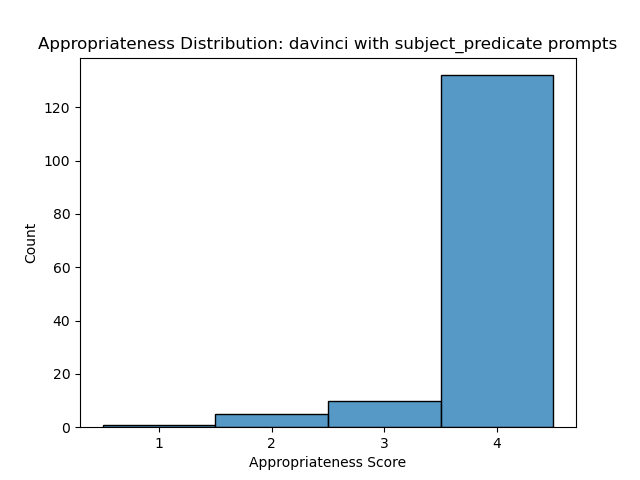 Appropriateness Distribution: davinci with subject_predicate prompts
120
100
80
60
40
20
0
Count
1 2 3 4
Appropriateness Score